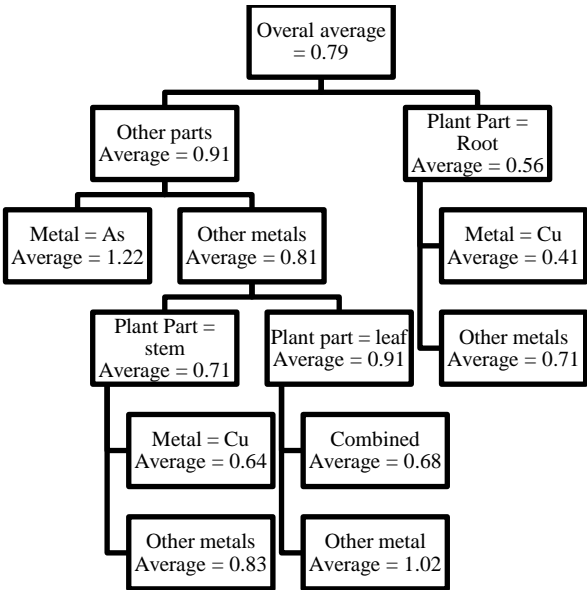 Overal average
= 0.79
Other parts
Average = 0.91
Plant Part =
Root
Average = 0.56
Metal = As
Average = 1.22
Other metals
Average = 0.81
Metal = Cu
Average = 0.41
Plant Part =
stem
Average = 0.71
Plant part = leaf
Average = 0.91
Other metals
Average = 0.71
Metal = Cu
Average = 0.64
Combined
Average = 0.68
Other metals
Average = 0.83
Other metal
Average = 1.02